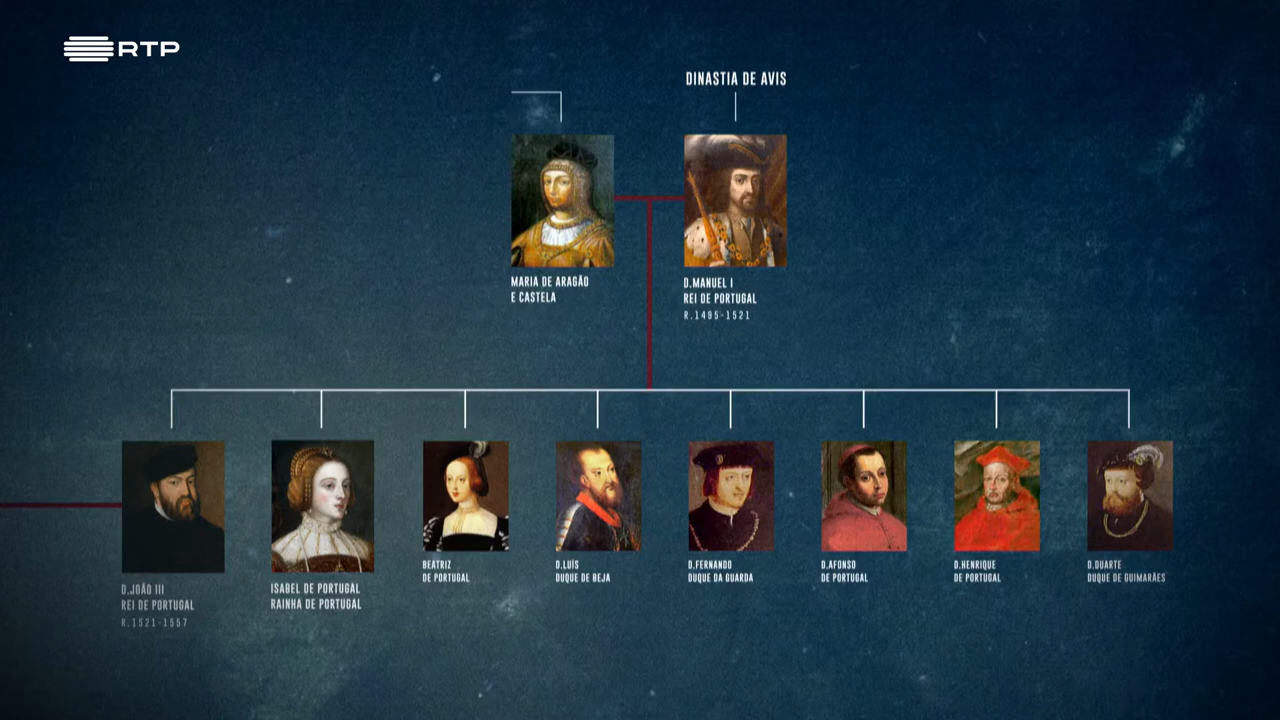 RTP
DINASTIA DE AVIS
MARIA DE ARAGÃO
E CASTELA
D.MANUEL I
REI DE PORTUGAL
R.1495-1521
D.JOÃO III
REI DE PORTUGAL
R.1521-1557
ISABEL DE PORTUGAL
RAINHA DE PORTUGAL
BEATRIZ
DE PORTUGAL
D.LUÍS
DUQUE DE BEJA
D.FERNANDO
DUQUE DA GUARDA
D.AFONSO
DE PORTUGAL
D.HENRIQUE
DE PORTUGAL
D.DUARTE
DUQUE DE GUIMARÃES